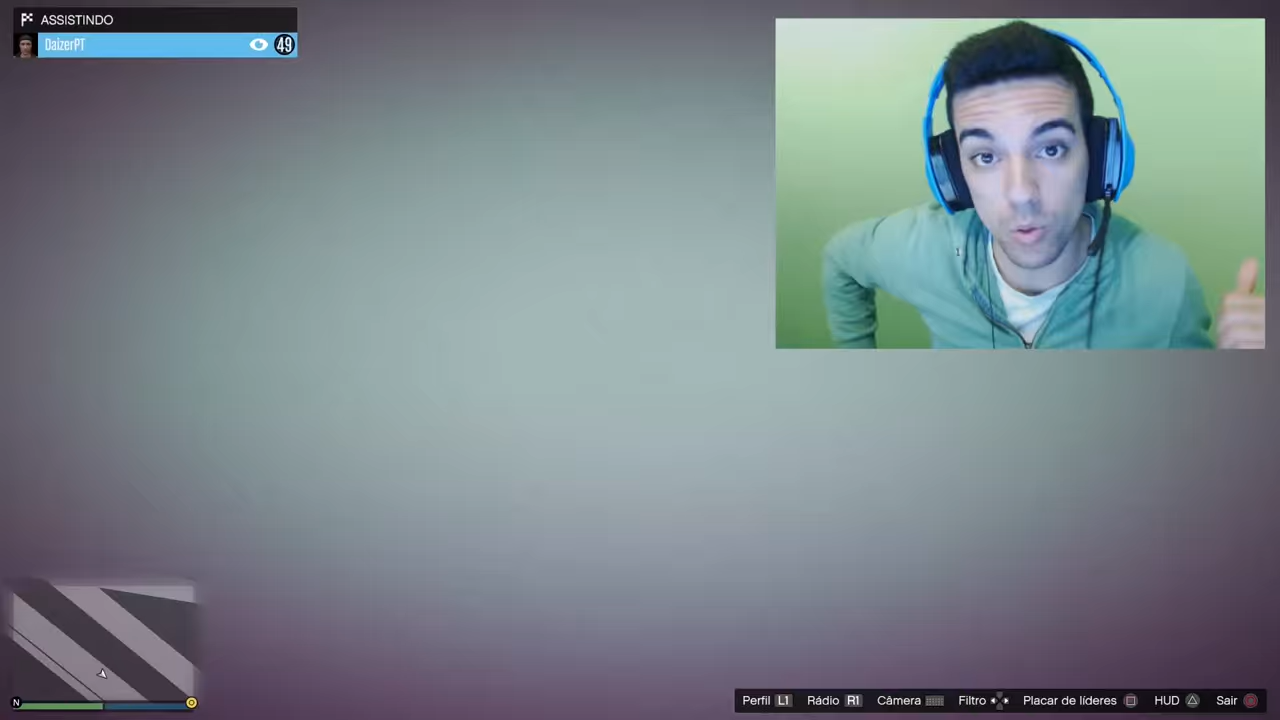 ASSISTINDO
DaizerPT 49
N
Perfil L1 Rádio R1 Câmera Filtro Placar de líderes HUD Sair